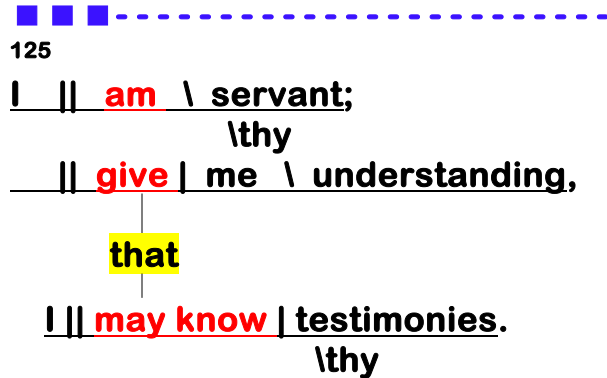 125
I || am \ servant;
\thy
|| give | me \ understanding,
that
I || may know | testimonies.
\thy